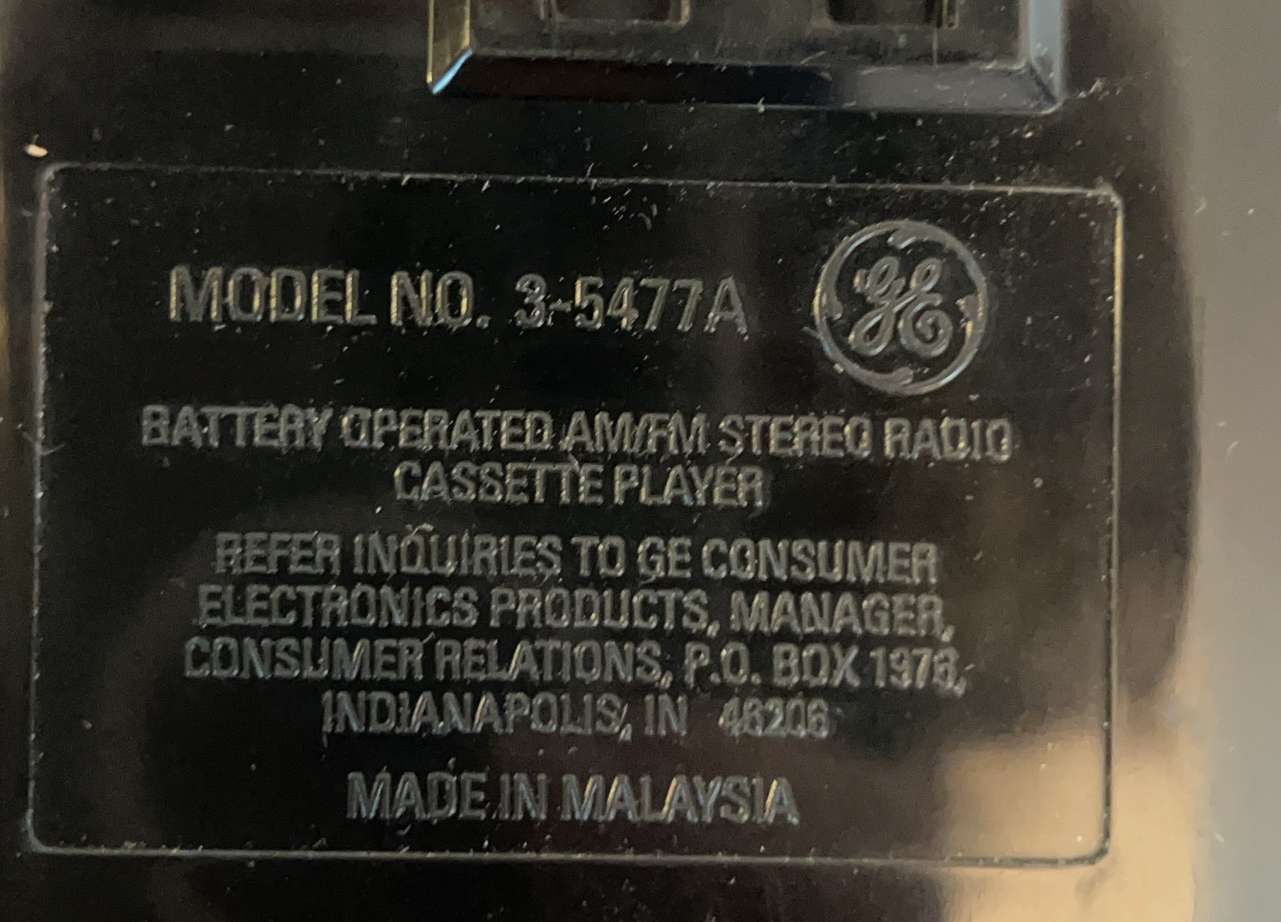 MODEL NO. 3-5477A GE
BATTERY OPERATED AM/FM STEREO RADIO
CASSETTE PLAYER
REFER INQUIRIES TO GE CONSUMER
ELECTRONICS PRODUCTS, MANAGER,
CONSUMER RELATIONS, P.O. BOX 1976,
INDIANAPOLIS, IN 46206
MADE IN MALAYSIA